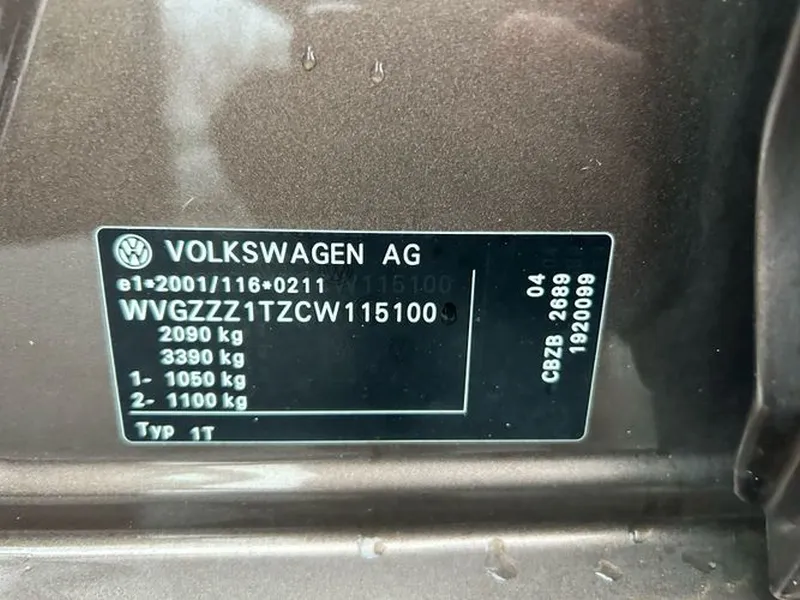 VOLKSWAGEN AG
e1*2001/116*0211
WVGZZZ1TZCW115100
2090 kg
3390 kg
1- 1050 kg
2- 1100 kg
Typ 1T
04
CBZB 2689
1920099